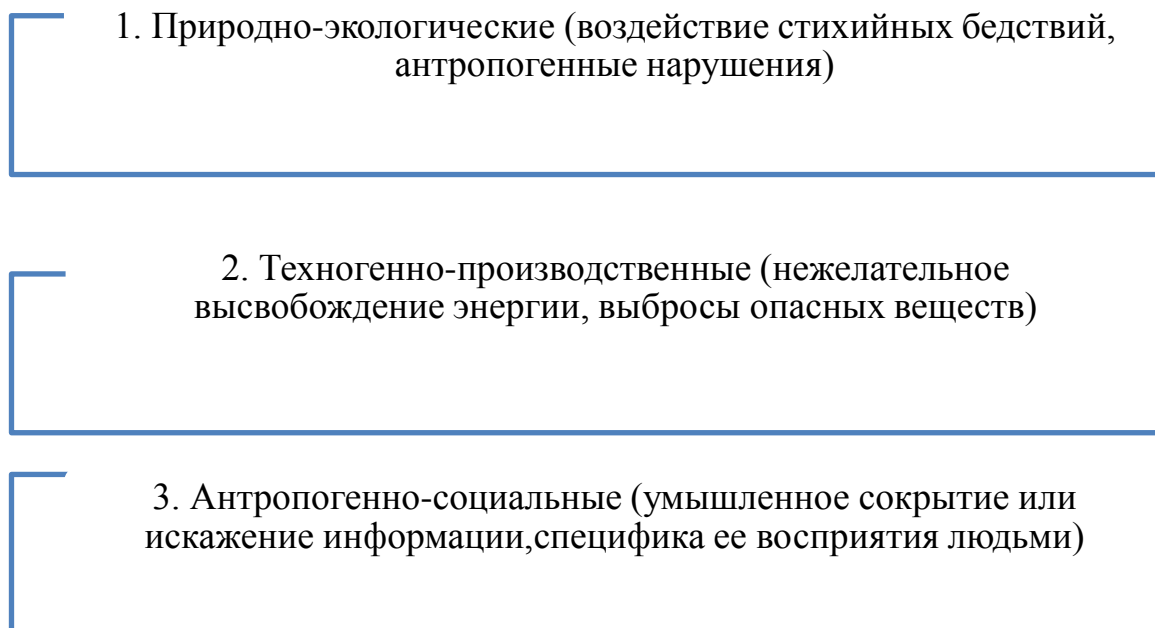 1. Природно-экологические (воздействие стихийных бедствий,
антропогенные нарушения)
2. Техногенно-производственные (нежелательное
высвобождение энергии, выбросы опасных веществ)
3. Антропогенно-социальные (умышленное сокрытие или
искажение информации,специфика ее восприятия людьми)